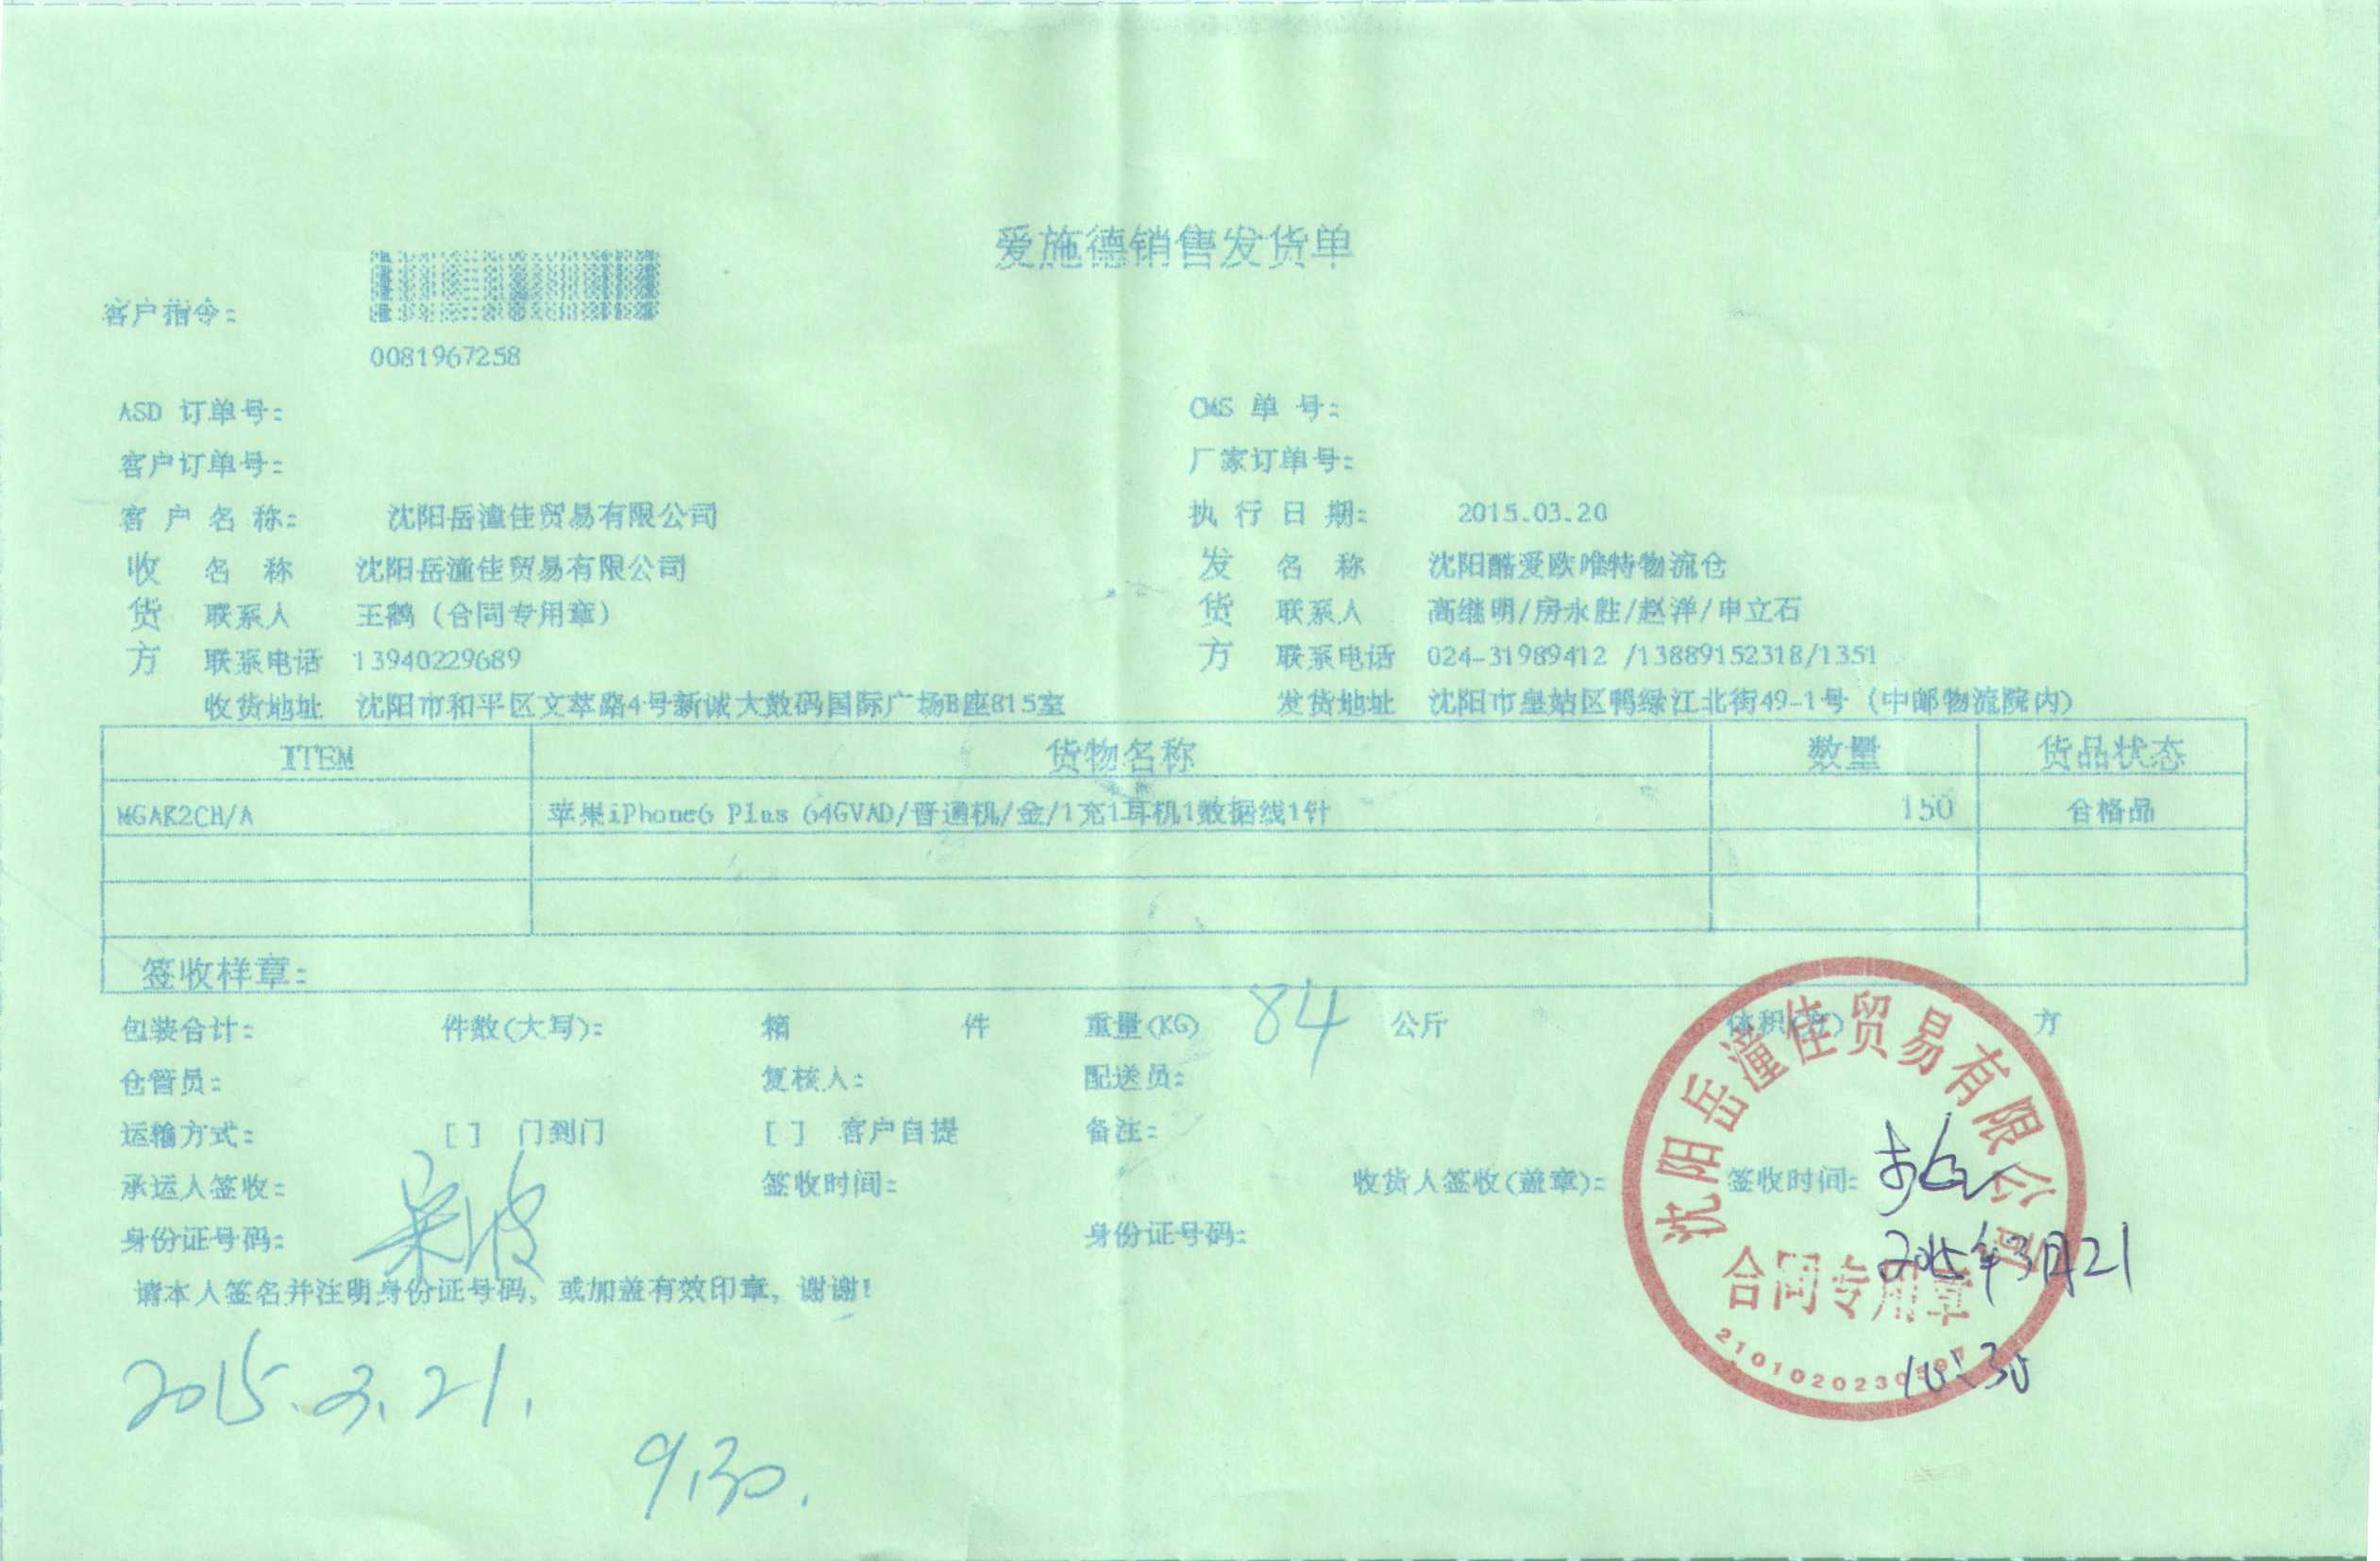 爱施德销售发货单
客户指令:
0081967258
ASD 订单号: CMS 单 号:
客户订单号: 厂家订单号:
客 户 名 称: 沈阳岳潼佳贸易有限公司 执 行 日 期: 2015.03.20
收 名 称 沈阳岳潼佳贸易有限公司 发 名 称 沈阳酷爱欧唯特物流仓
货 联系人 王鹤 (合同专用章) 货 联系人 高继明/房永胜/赵洋/申立石
方 联系电话 13940229689 方 联系电话 024-31989412 /13889152318/1351
收货地址 沈阳市和平区文萃路4号新诚大数码国际广场B座815室 发货地址 沈阳市皇姑区鸭绿江北街49-1号 (中邮物流院内)
ITEM 货物名称 数量 货品状态
MGAK2CH/A 苹果iPhone6 Plus 64GVAD/普通机/金/1充1耳机1数据线1针 150 合格品
签收样章:
包装合计: 件数(大写): 箱 件 重量(KG) 84 公斤 体积(方) 方
仓管员: 复核人: 配送员:
运输方式: [ ] 门到门 [ ] 客户自提 备注:
承运人签收: 签收时间: 收货人签收(盖章): 签收时间:
身份证号码: 身份证号码:
请本人签名并注明身份证号码, 或加盖有效印章, 谢谢!
沈阳岳潼佳贸易有限公司
合同专用章
2015年3月21
10:30
2015.3.21.
9:30.